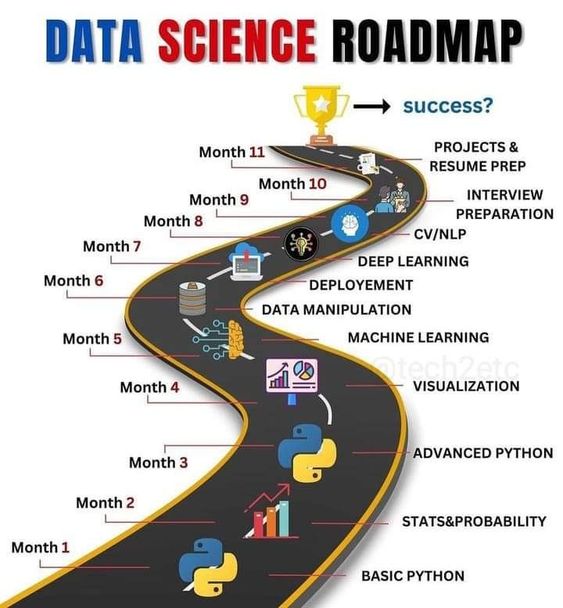 DATA SCIENCE ROADMAP
success?
Month 11
PROJECTS &
RESUME PREP
Month 10
INTERVIEW
PREPARATION
Month 9
CV/NLP
Month 8
DEEP LEARNING
Month 7
DEPLOYEMENT
Month 6
DATA MANIPULATION
Month 5
MACHINE LEARNING
@tech2etc
Month 4
VISUALIZATION
Month 3
ADVANCED PYTHON
Month 2
STATS&PROBABILITY
Month 1
BASIC PYTHON